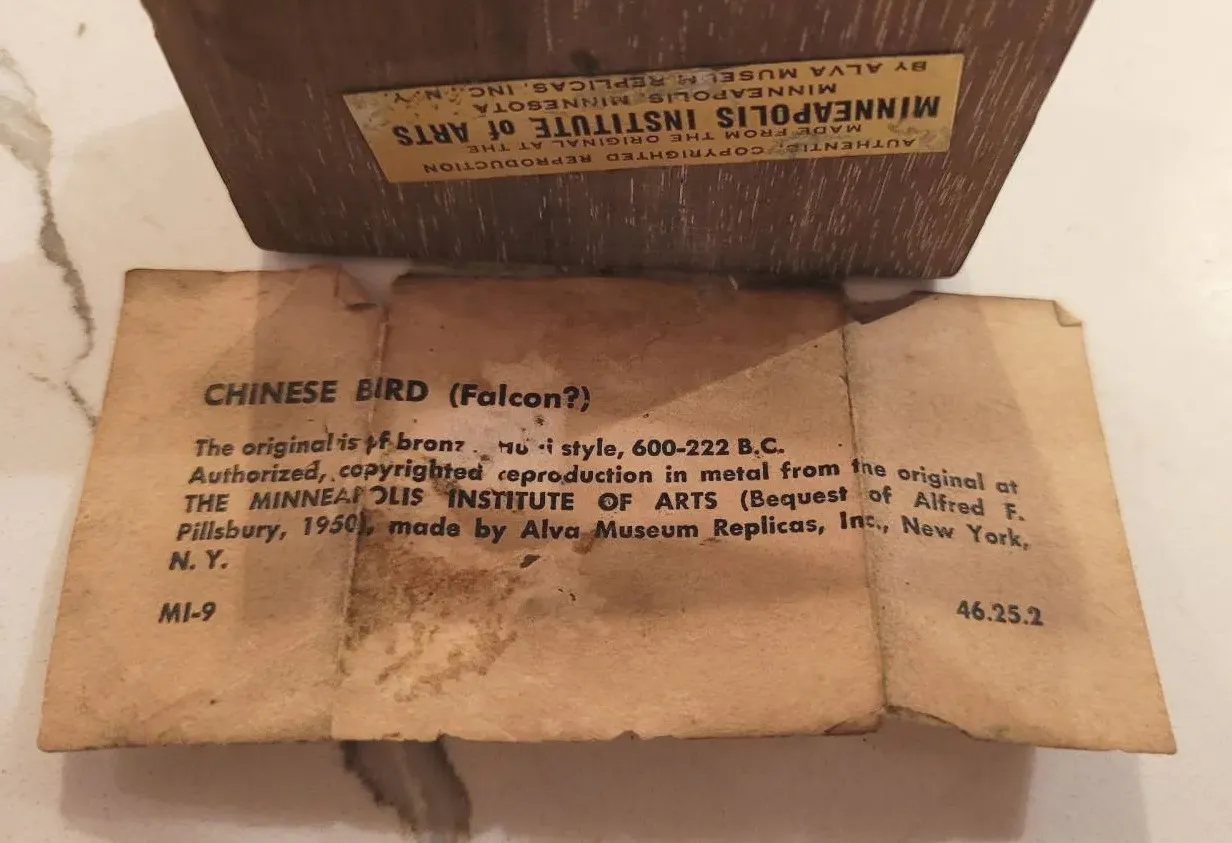 AUTHENTIC COPYRIGHTED REPRODUCTION
MADE FROM THE ORIGINAL AT THE
MINNEAPOLIS INSTITUTE of ARTS
MINNEAPOLIS, MINNESOTA
BY ALVA MUSEUM REPLICAS, INC., N.Y.
CHINESE BIRD (Falcon?)
The original is of bronz style, 600-222 B.C.
Authorized, copyrighted reproduction in metal from the original at
THE MINNEAPOLIS INSTITUTE OF ARTS (Bequest of Alfred F.
Pillsbury, 1950), made by Alva Museum Replicas, Inc., New York,
N. Y.
MI-9
46.25.2